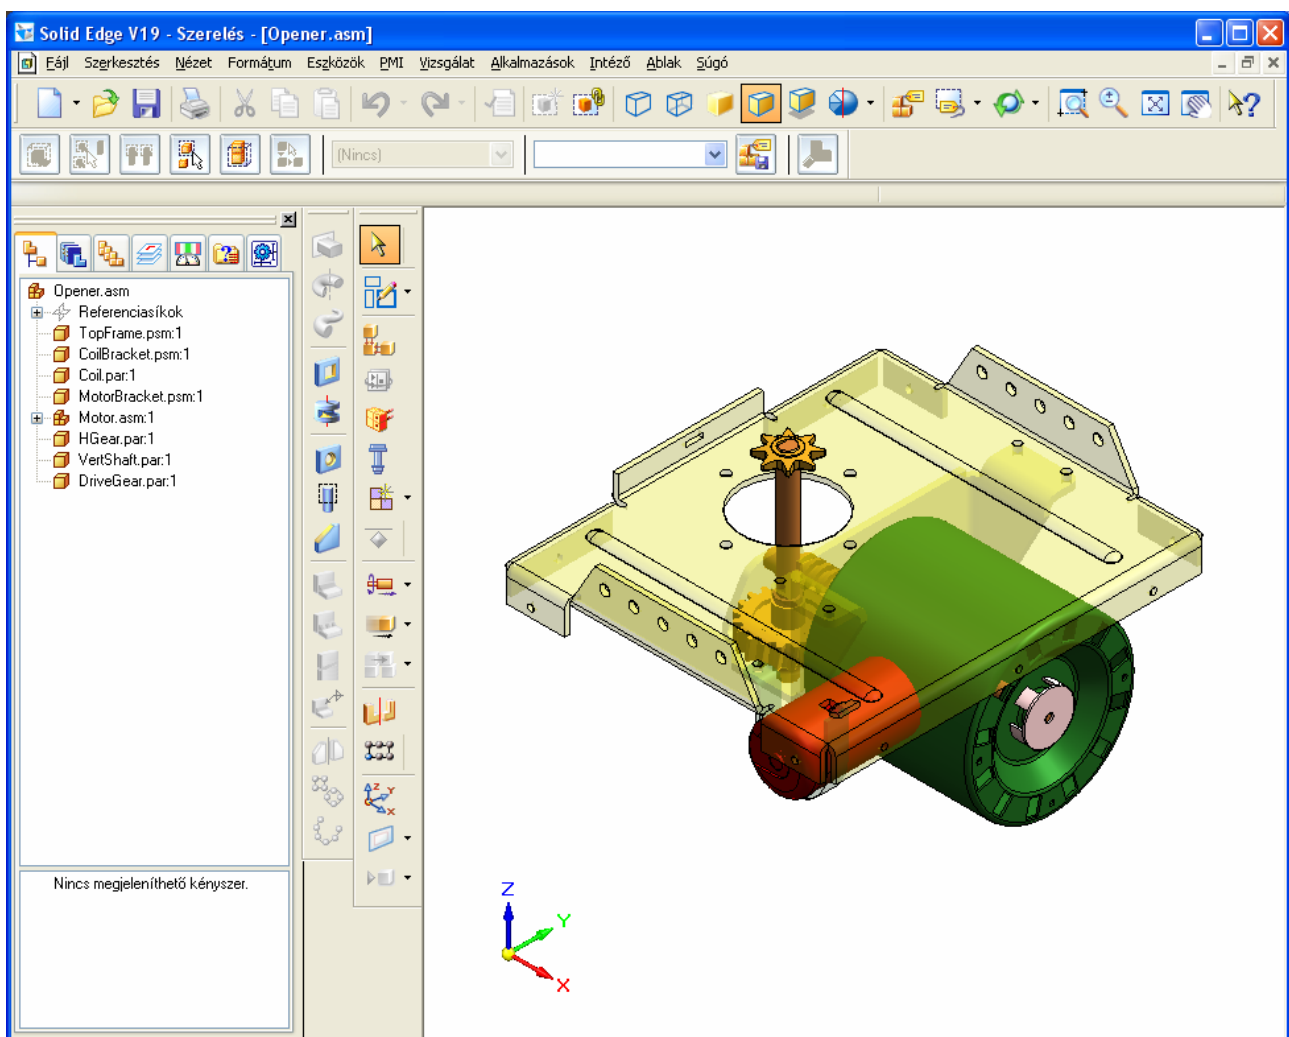 Solid Edge V19 - Szerelés - [Opener.asm]
Fájl Szerkesztés Nézet Formátum Eszközök PMI Vizsgálat Alkalmazások Intéző Ablak Súgó
(Nincs)
Opener.asm
Referenciasíkok
TopFrame.psm:1
CoilBracket.psm:1
Coil.par:1
MotorBracket.psm:1
Motor.asm:1
HGear.par:1
VertShaft.par:1
DriveGear.par:1
Nincs megjeleníthető kényszer.
Z
Y
X